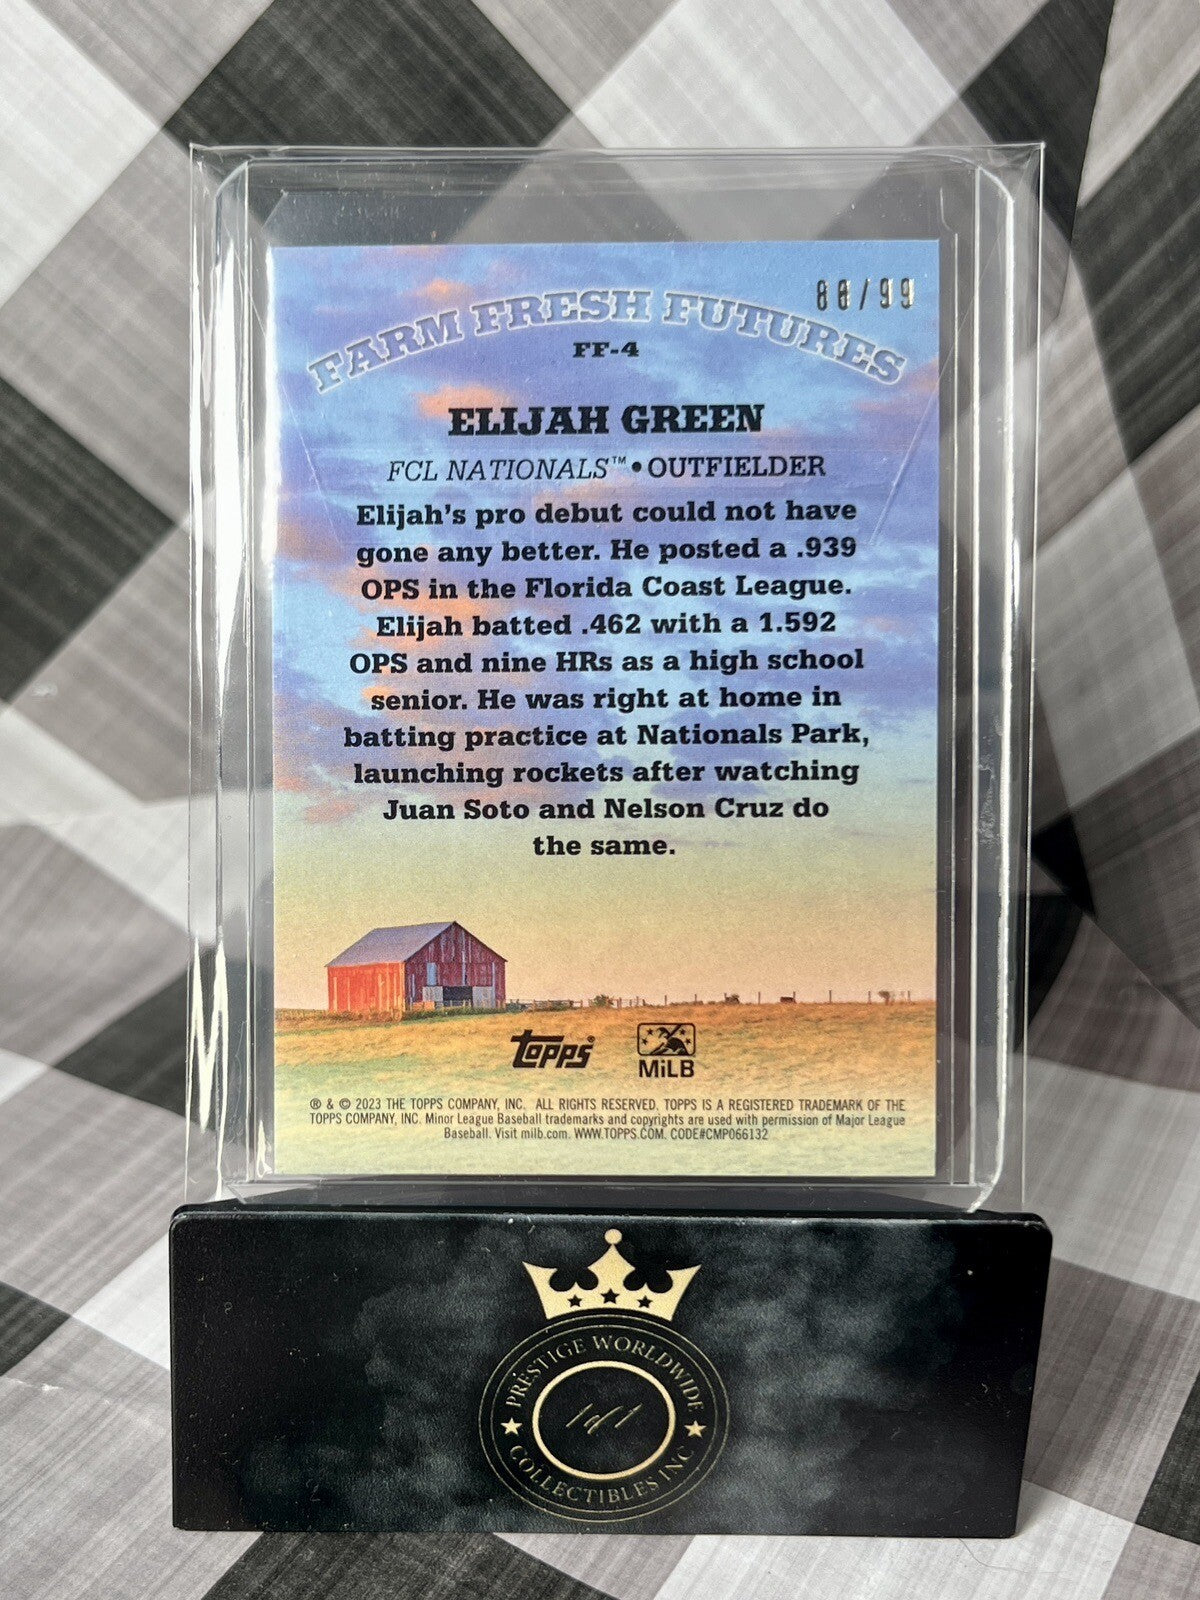 88/99
FARM FRESH FUTURES
FF-4
ELIJAH GREEN
FCL NATIONALS™ • OUTFIELDER
Elijah's pro debut could not have
gone any better. He posted a .939
OPS in the Florida Coast League.
Elijah batted .462 with a 1.592
OPS and nine HRs as a high school
senior. He was right at home in
batting practice at Nationals Park,
launching rockets after watching
Juan Soto and Nelson Cruz do
the same.
Topps®
MiLB
® & © 2023 THE TOPPS COMPANY, INC. ALL RIGHTS RESERVED. TOPPS IS A REGISTERED TRADEMARK OF THE
TOPPS COMPANY, INC. Minor League Baseball trademarks and copyrights are used with permission of Major League
Baseball. Visit milb.com. WWW.TOPPS.COM. CODE#CMP066132
PRESTIGE WORLDWIDE
1 of 1
COLLECTIBLES INC